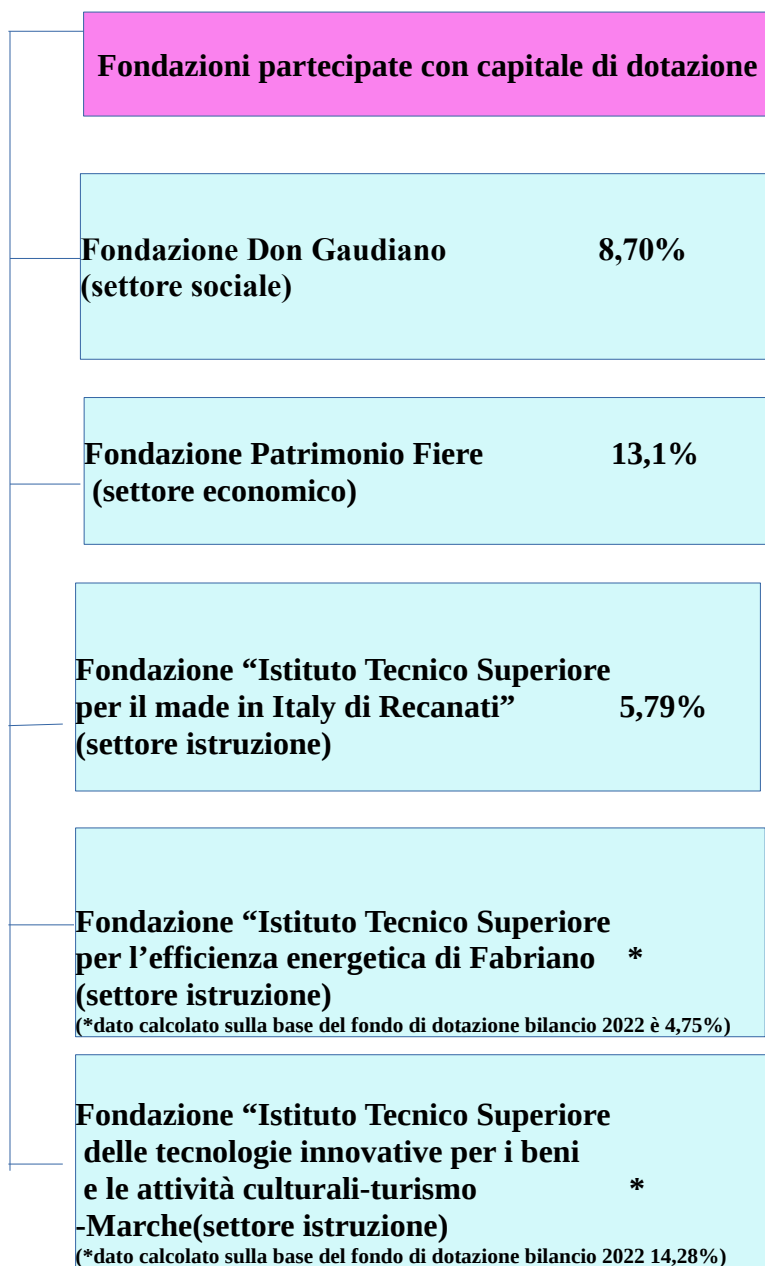 Fondazioni partecipate con capitale di dotazione
Fondazione Don Gaudiano 8,70%
(settore sociale)
Fondazione Patrimonio Fiere 13,1%
(settore economico)
Fondazione “Istituto Tecnico Superiore
per il made in Italy di Recanati” 5,79%
(settore istruzione)
Fondazione “Istituto Tecnico Superiore
per l’efficienza energetica di Fabriano *
(settore istruzione)
(*dato calcolato sulla base del fondo di dotazione bilancio 2022 è 4,75%)
Fondazione “Istituto Tecnico Superiore
delle tecnologie innovative per i beni
e le attività culturali-turismo *
-Marche(settore istruzione)
(*dato calcolato sulla base del fondo di dotazione bilancio 2022 14,28%)